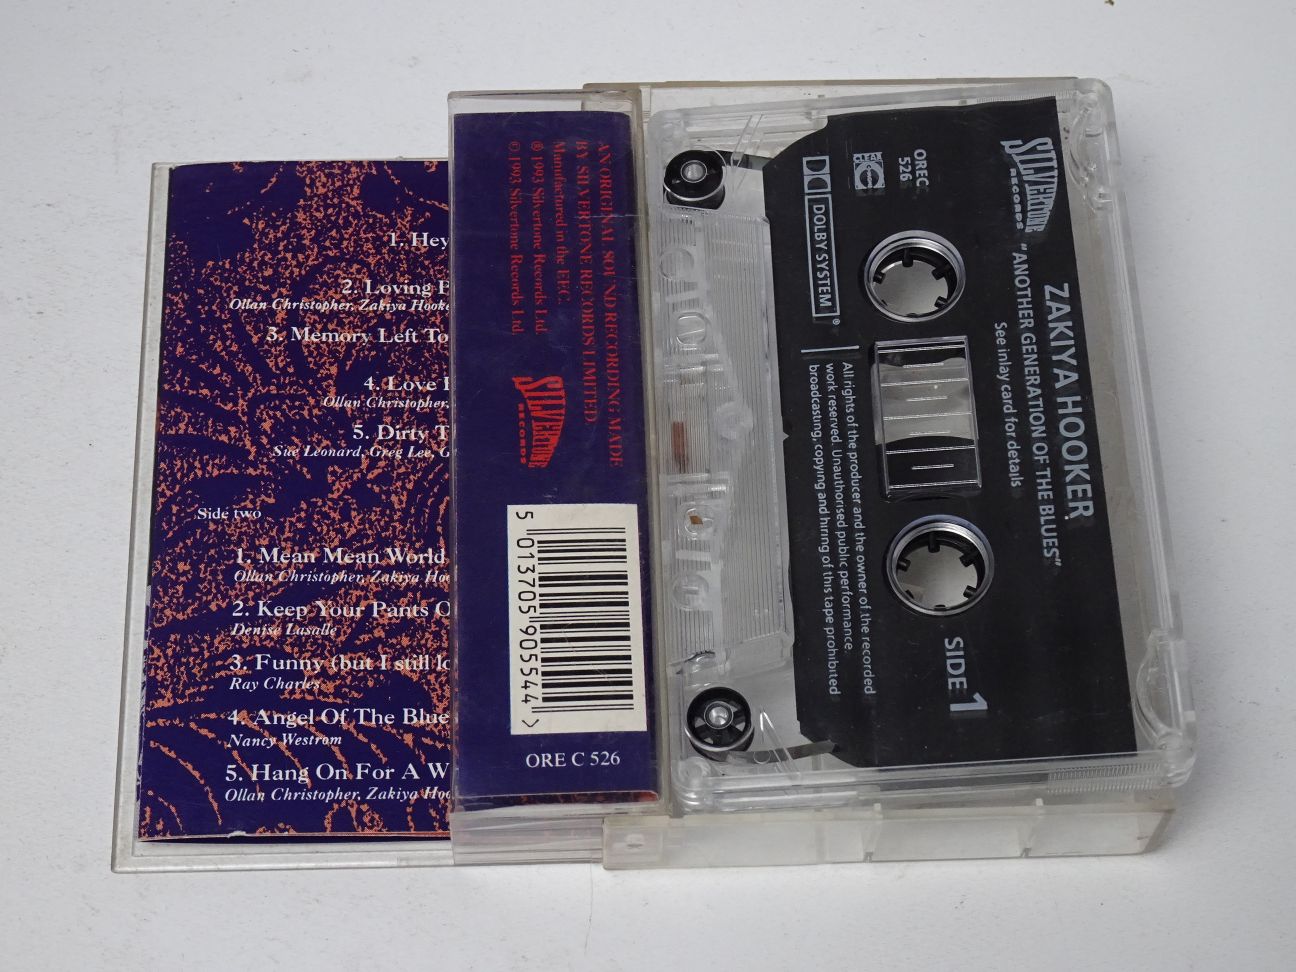 1. Hey
2. Loving
Ollan Christopher, Zakiya
3. Memory Left To
4. Love
Ollan Christopher,
5. Dirty
Sue Leonard, Greg Lee,
Side two
1. Mean Mean World
Ollan Christopher, Zakiya
2. Keep Your Pants
Denise Lasalle
3. Funny (but I still
Ray Charles
4. Angel Of The Blue
Nancy Westrom
5. Hang On For A
Ollan Christopher, Zakiya
AN ORIGINAL SOUND RECORDING MADE
BY SILVERTONE RECORDS LIMITED
Manufactured in the EEC.
℗ 1993 Silvertone Records Ltd.
© 1993 Silvertone Records Ltd.
SILVERTONE
RECORDS
5 013705 905544 >
ORE C 526
SILVERTONE
RECORDS
ZAKIYA HOOKER
"ANOTHER GENERATION OF THE BLUES"
See inlay card for details
OREC
526
CLEAR
DOLBY SYSTEM®
SIDE 1
All rights of the producer and the owner of the recorded
work reserved. Unauthorised public performance,
broadcasting, copying and hiring of this tape prohibited